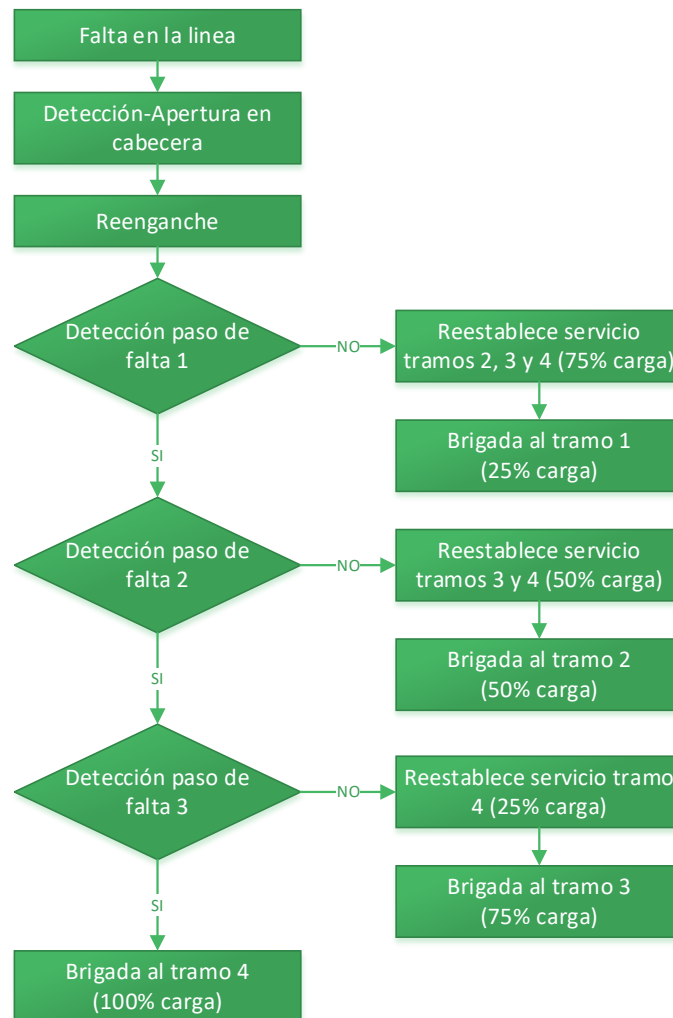 Falta en la linea
Detección-Apertura en
cabecera
Reenganche
Detección paso de
falta 1
NO
Reestablece servicio
tramos 2, 3 y 4 (75% carga)
Brigada al tramo 1
(25% carga)
SI
Detección paso de
falta 2
NO
Reestablece servicio
tramos 3 y 4 (50% carga)
Brigada al tramo 2
(50% carga)
SI
Detección paso de
falta 3
NO
Reestablece servicio tramo
4 (25% carga)
Brigada al tramo 3
(75% carga)
SI
Brigada al tramo 4
(100% carga)